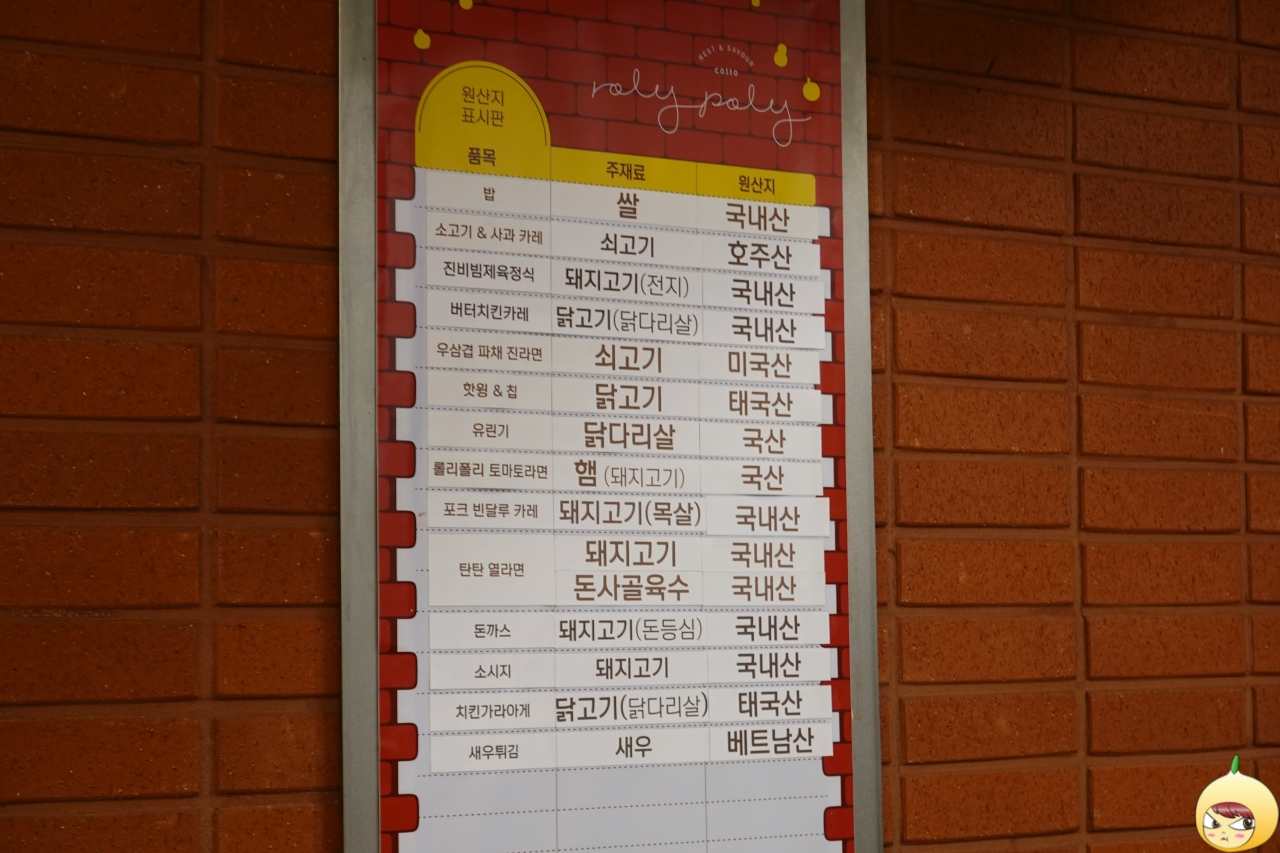 BEST & SAVOUR
cotto
roly poly
원산지
표시판
품목 주재료 원산지
밥 쌀 국내산
소고기 & 사과 카레 쇠고기 호주산
진비빔제육정식 돼지고기(전지) 국내산
버터치킨카레 닭고기(닭다리살) 국내산
우삼겹 파채 진라면 쇠고기 미국산
핫윙 & 칩 닭고기 태국산
유린기 닭다리살 국산
롤리폴리 토마토라면 햄 (돼지고기) 국산
포크 빈달루 카레 돼지고기(목살) 국내산
탄탄 열라면 돼지고기 국내산
돈사골육수 국내산
돈까스 돼지고기(돈등심) 국내산
소시지 돼지고기 국내산
치킨가라아게 닭고기(닭다리살) 태국산
새우튀김 새우 베트남산